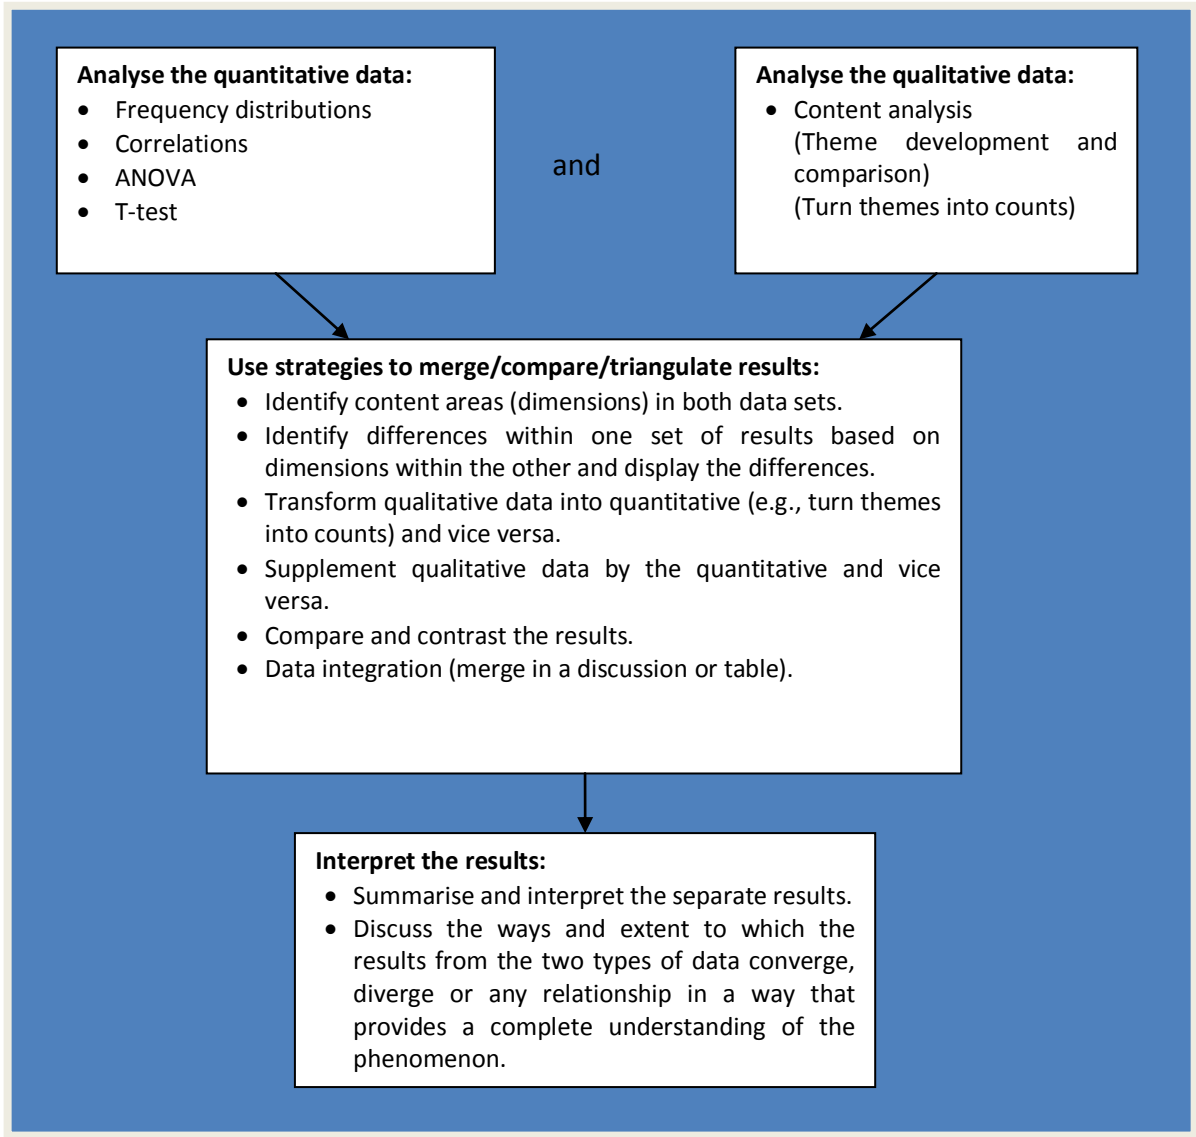 Analyse the quantitative data:
• Frequency distributions
• Correlations
• ANOVA
• T-test
and
Analyse the qualitative data:
• Content analysis
(Theme development and
comparison)
(Turn themes into counts)
Use strategies to merge/compare/triangulate results:
• Identify content areas (dimensions) in both data sets.
• Identify differences within one set of results based on
dimensions within the other and display the differences.
• Transform qualitative data into quantitative (e.g., turn themes
into counts) and vice versa.
• Supplement qualitative data by the quantitative and vice
versa.
• Compare and contrast the results.
• Data integration (merge in a discussion or table).
Interpret the results:
• Summarise and interpret the separate results.
• Discuss the ways and extent to which the
results from the two types of data converge,
diverge or any relationship in a way that
provides a complete understanding of the
phenomenon.